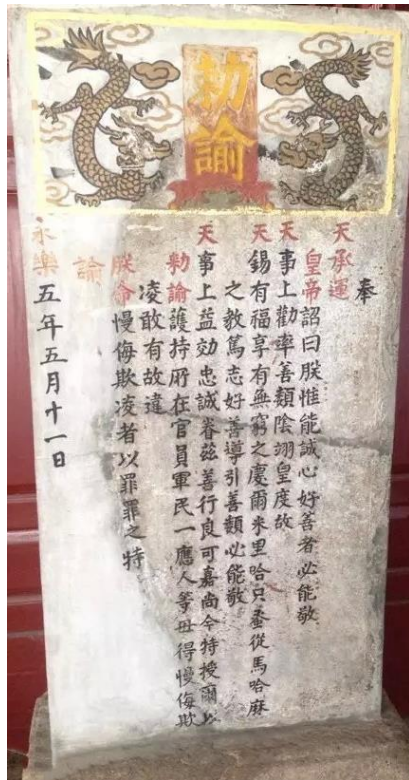 勅諭
奉
天承運
皇帝詔曰朕惟能誠心好善者必能敬
天事上勸率善類陰翊皇度故
天錫有福享有無窮之慶爾米里哈只蚤從馬哈麻
之教篤志好善導引善類必能敬
天事上益効忠誠眷兹善行良可嘉尚今特授爾以
勅諭護持所在官員軍民一應人等毋得慢侮欺
凌敢有故違
朕命慢侮欺凌者以罪罪之特
諭
永樂五年五月十一日